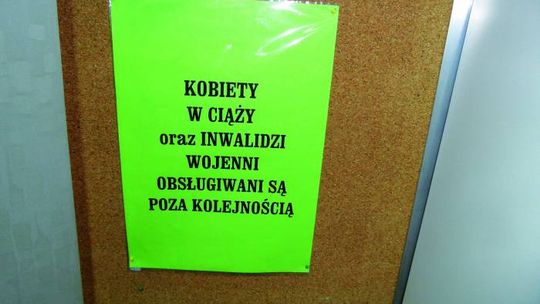 KOBIETY
W CIĄŻY
oraz INWALIDZI
WOJENNI
OBSŁUGIWANI SĄ
POZA KOLEJNOŚCIĄ